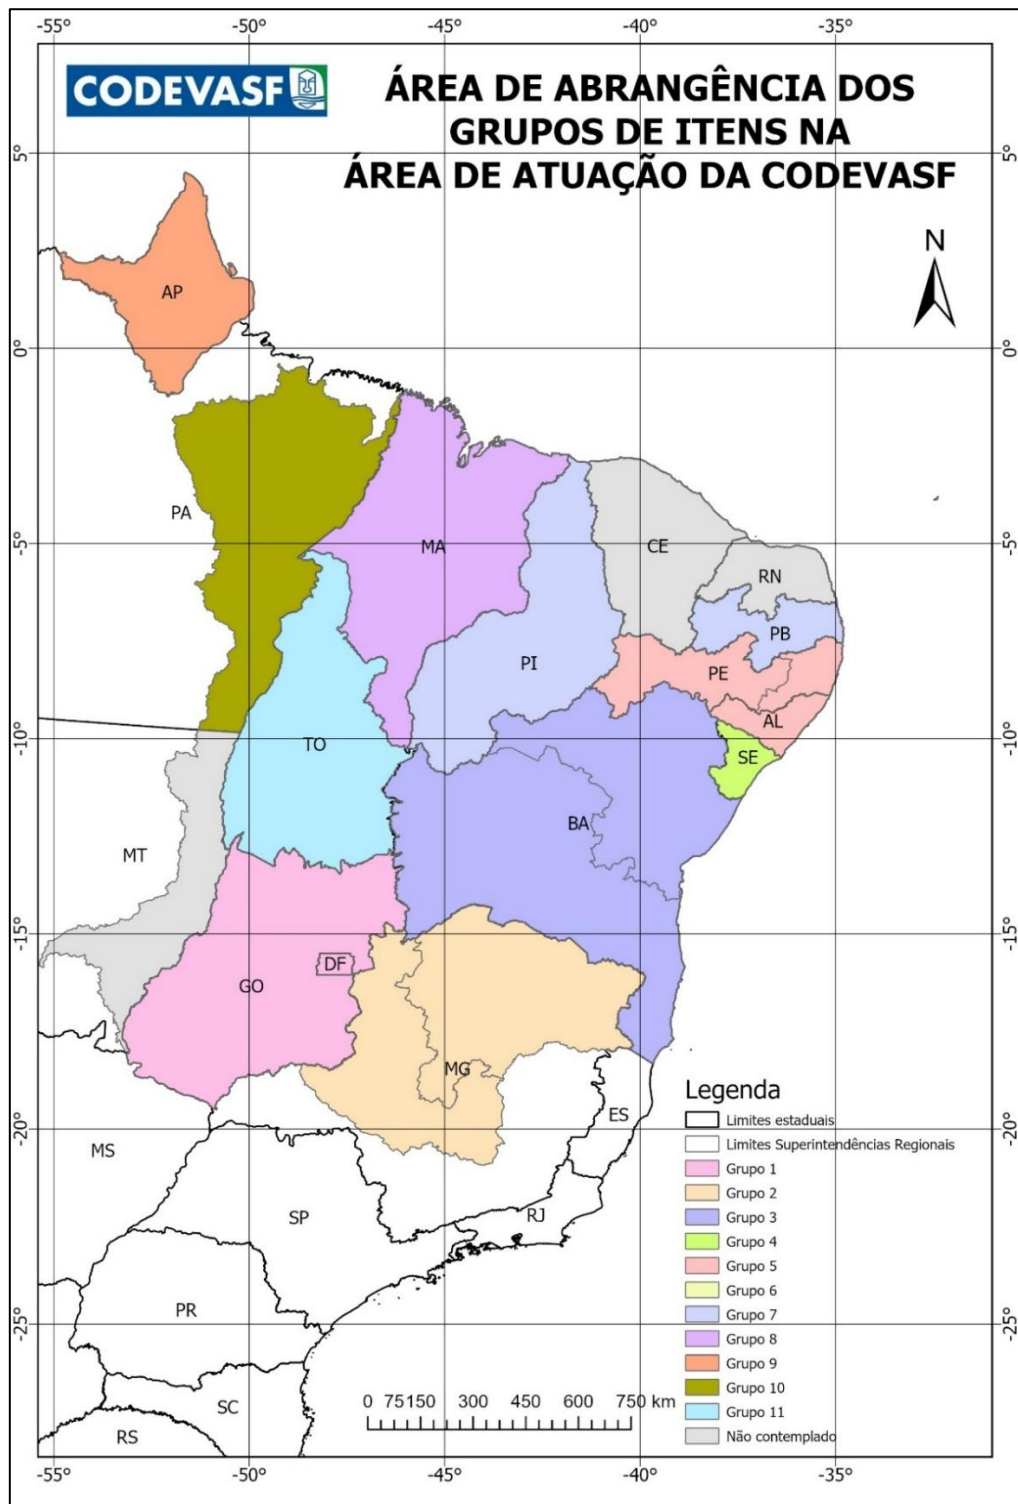 -55°
-50°
-45°
-40°
-35°
CODEVASF
ÁREA DE ABRANGÊNCIA DOS
GRUPOS DE ITENS NA
ÁREA DE ATUAÇÃO DA CODEVASF
5°
5°
N
AP
0°
0°
PA
MA
CE
-5°
-5°
RN
PB
PI
PE
AL
-10°
TO
SE
-10°
BA
MT
-15°
-15°
DF
GO
MG
Legenda
Limites estaduais
Limites Superintendências Regionais
Grupo 1
Grupo 2
Grupo 3
Grupo 4
Grupo 5
Grupo 6
Grupo 7
Grupo 8
Grupo 9
Grupo 10
Grupo 11
Não contemplado
ES
-20°
-20°
MS
SP
RJ
PR
-25°
-25°
0 75 150 300 450 600 750 km
SC
RS
-55°
-50°
-45°
-40°
-35°